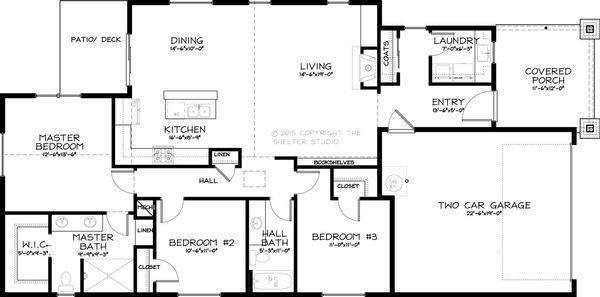 PATIO/ DECK
DINING
14'-6"x10'-0"
LIVING
14'-6"x19'-0"
COATS
LAUNDRY
7'-0"x6'-3"
COVERED
PORCH
11'-6"x12'-0"
ENTRY
13'-6"x5'-0"
KITCHEN
16'-6"x8'-9"
© 2015 COPYRIGHT THE
SHELTER STUDIO
MASTER
BEDROOM
12'-6"x13'-6"
LINEN
BOOKSHELVES
HALL
CLOSET
TWO CAR GARAGE
22'-6"x19'-0"
MECH
LINEN
W.I.C.
5'-0"x9'-3"
MASTER
BATH
9'-9"x9'-3"
BEDROOM #2
10'-6"x11'-0"
HALL
BATH
5'-3"x11'-0"
BEDROOM #3
11'-0"x11'-0"
CLOSET